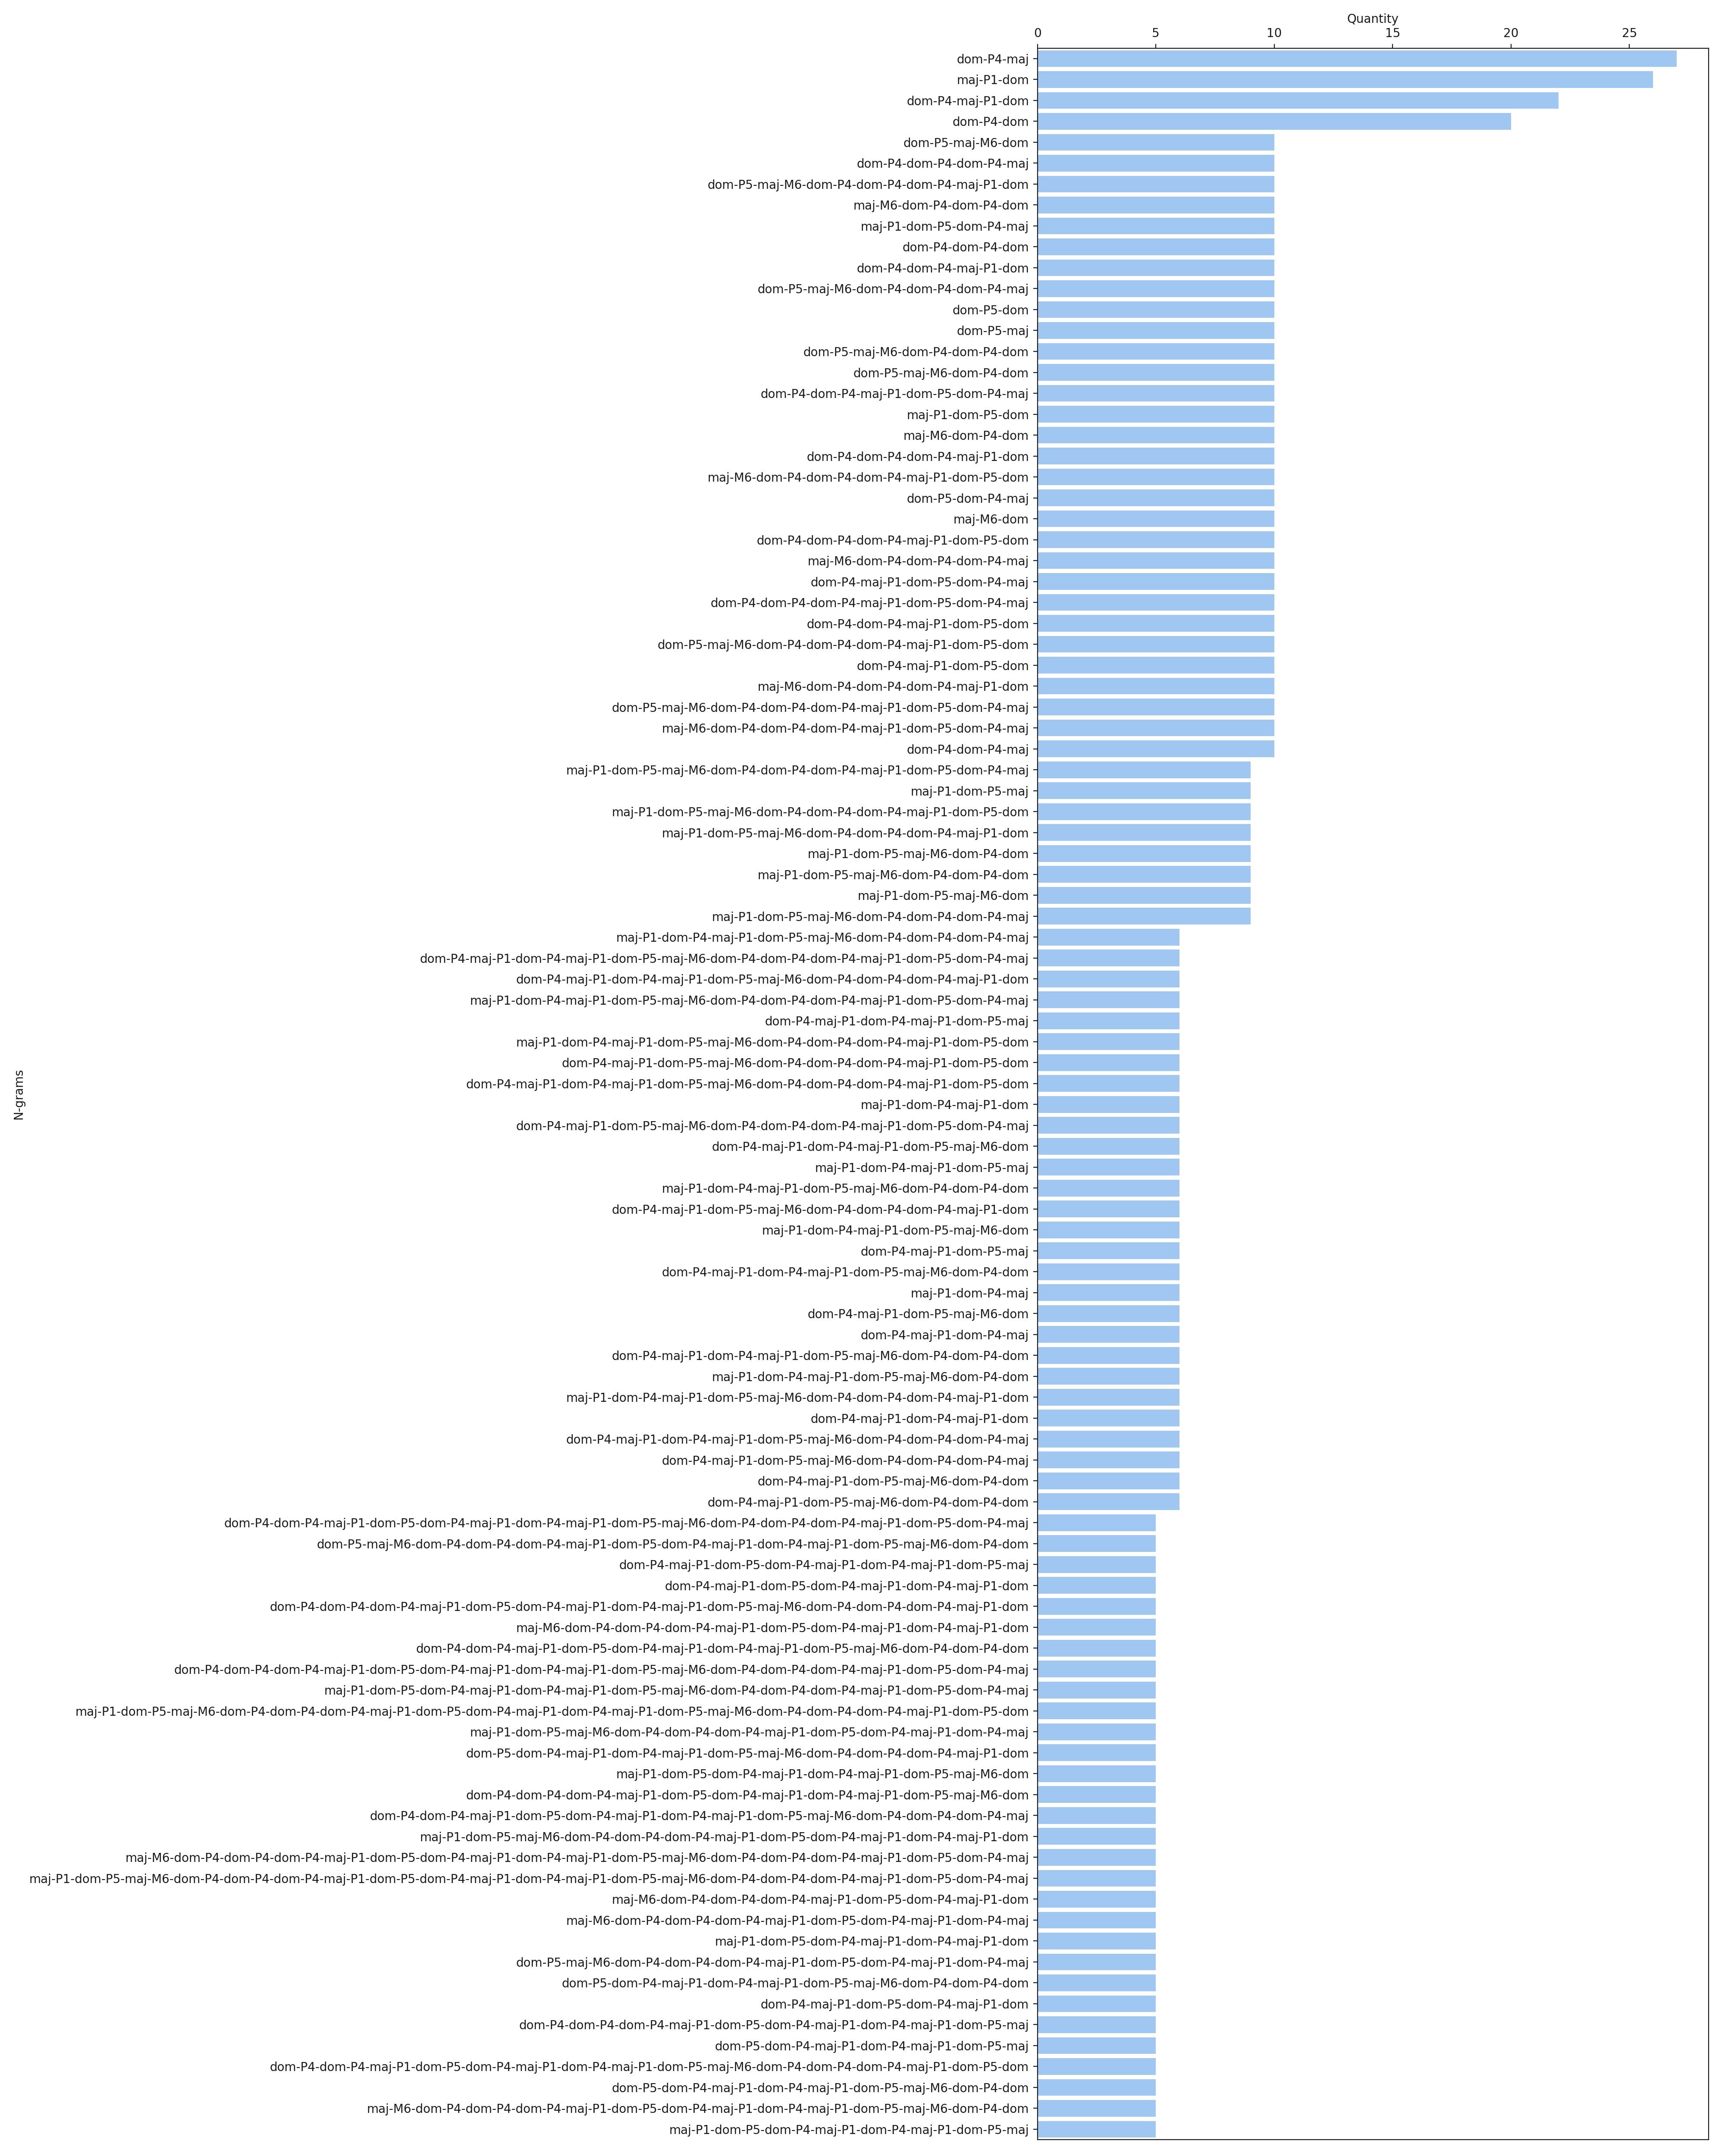 Quantity
0 5 10 15 20 25
dom-P4-maj
maj-P1-dom
dom-P4-maj-P1-dom
dom-P4-dom
dom-P5-maj-M6-dom
dom-P4-dom-P4-dom-P4-maj
dom-P5-maj-M6-dom-P4-dom-P4-dom-P4-maj-P1-dom
maj-M6-dom-P4-dom-P4-dom
maj-P1-dom-P5-dom-P4-maj
dom-P4-dom-P4-dom
dom-P4-dom-P4-maj-P1-dom
dom-P5-maj-M6-dom-P4-dom-P4-dom-P4-maj
dom-P5-dom
dom-P5-maj
dom-P5-maj-M6-dom-P4-dom-P4-dom
dom-P5-maj-M6-dom-P4-dom
dom-P4-dom-P4-maj-P1-dom-P5-dom-P4-maj
maj-P1-dom-P5-dom
maj-M6-dom-P4-dom
dom-P4-dom-P4-dom-P4-maj-P1-dom
maj-M6-dom-P4-dom-P4-dom-P4-maj-P1-dom-P5-dom
dom-P5-dom-P4-maj
maj-M6-dom
dom-P4-dom-P4-dom-P4-maj-P1-dom-P5-dom
maj-M6-dom-P4-dom-P4-dom-P4-maj
dom-P4-maj-P1-dom-P5-dom-P4-maj
dom-P4-dom-P4-dom-P4-maj-P1-dom-P5-dom-P4-maj
dom-P4-dom-P4-maj-P1-dom-P5-dom
dom-P5-maj-M6-dom-P4-dom-P4-dom-P4-maj-P1-dom-P5-dom
dom-P4-maj-P1-dom-P5-dom
maj-M6-dom-P4-dom-P4-dom-P4-maj-P1-dom
dom-P5-maj-M6-dom-P4-dom-P4-dom-P4-maj-P1-dom-P5-dom-P4-maj
maj-M6-dom-P4-dom-P4-dom-P4-maj-P1-dom-P5-dom-P4-maj
dom-P4-dom-P4-maj
maj-P1-dom-P5-maj-M6-dom-P4-dom-P4-dom-P4-maj-P1-dom-P5-dom-P4-maj
maj-P1-dom-P5-maj
maj-P1-dom-P5-maj-M6-dom-P4-dom-P4-dom-P4-maj-P1-dom-P5-dom
maj-P1-dom-P5-maj-M6-dom-P4-dom-P4-dom-P4-maj-P1-dom
maj-P1-dom-P5-maj-M6-dom-P4-dom
maj-P1-dom-P5-maj-M6-dom-P4-dom-P4-dom
maj-P1-dom-P5-maj-M6-dom
maj-P1-dom-P5-maj-M6-dom-P4-dom-P4-dom-P4-maj
maj-P1-dom-P4-maj-P1-dom-P5-maj-M6-dom-P4-dom-P4-dom-P4-maj
dom-P4-maj-P1-dom-P4-maj-P1-dom-P5-maj-M6-dom-P4-dom-P4-dom-P4-maj-P1-dom-P5-dom-P4-maj
dom-P4-maj-P1-dom-P4-maj-P1-dom-P5-maj-M6-dom-P4-dom-P4-dom-P4-maj-P1-dom
maj-P1-dom-P4-maj-P1-dom-P5-maj-M6-dom-P4-dom-P4-dom-P4-maj-P1-dom-P5-dom-P4-maj
dom-P4-maj-P1-dom-P4-maj-P1-dom-P5-maj
maj-P1-dom-P4-maj-P1-dom-P5-maj-M6-dom-P4-dom-P4-dom-P4-maj-P1-dom-P5-dom
dom-P4-maj-P1-dom-P5-maj-M6-dom-P4-dom-P4-dom-P4-maj-P1-dom-P5-dom
dom-P4-maj-P1-dom-P4-maj-P1-dom-P5-maj-M6-dom-P4-dom-P4-dom-P4-maj-P1-dom-P5-dom
maj-P1-dom-P4-maj-P1-dom
dom-P4-maj-P1-dom-P5-maj-M6-dom-P4-dom-P4-dom-P4-maj-P1-dom-P5-dom-P4-maj
dom-P4-maj-P1-dom-P4-maj-P1-dom-P5-maj-M6-dom
maj-P1-dom-P4-maj-P1-dom-P5-maj
maj-P1-dom-P4-maj-P1-dom-P5-maj-M6-dom-P4-dom-P4-dom
dom-P4-maj-P1-dom-P5-maj-M6-dom-P4-dom-P4-dom-P4-maj-P1-dom
maj-P1-dom-P4-maj-P1-dom-P5-maj-M6-dom
dom-P4-maj-P1-dom-P5-maj
dom-P4-maj-P1-dom-P4-maj-P1-dom-P5-maj-M6-dom-P4-dom
maj-P1-dom-P4-maj
dom-P4-maj-P1-dom-P5-maj-M6-dom
dom-P4-maj-P1-dom-P4-maj
dom-P4-maj-P1-dom-P4-maj-P1-dom-P5-maj-M6-dom-P4-dom-P4-dom
maj-P1-dom-P4-maj-P1-dom-P5-maj-M6-dom-P4-dom
maj-P1-dom-P4-maj-P1-dom-P5-maj-M6-dom-P4-dom-P4-dom-P4-maj-P1-dom
dom-P4-maj-P1-dom-P4-maj-P1-dom
dom-P4-maj-P1-dom-P4-maj-P1-dom-P5-maj-M6-dom-P4-dom-P4-dom-P4-maj
dom-P4-maj-P1-dom-P5-maj-M6-dom-P4-dom-P4-dom-P4-maj
dom-P4-maj-P1-dom-P5-maj-M6-dom-P4-dom
dom-P4-maj-P1-dom-P5-maj-M6-dom-P4-dom-P4-dom
dom-P4-dom-P4-maj-P1-dom-P5-dom-P4-maj-P1-dom-P4-maj-P1-dom-P5-maj-M6-dom-P4-dom-P4-dom-P4-maj-P1-dom-P5-dom-P4-maj
dom-P5-maj-M6-dom-P4-dom-P4-dom-P4-maj-P1-dom-P5-dom-P4-maj-P1-dom-P4-maj-P1-dom-P5-maj-M6-dom-P4-dom
dom-P4-maj-P1-dom-P5-dom-P4-maj-P1-dom-P4-maj-P1-dom-P5-maj
dom-P4-maj-P1-dom-P5-dom-P4-maj-P1-dom-P4-maj-P1-dom
dom-P4-dom-P4-dom-P4-maj-P1-dom-P5-dom-P4-maj-P1-dom-P4-maj-P1-dom-P5-maj-M6-dom-P4-dom-P4-dom-P4-maj-P1-dom
maj-M6-dom-P4-dom-P4-dom-P4-maj-P1-dom-P5-dom-P4-maj-P1-dom-P4-maj-P1-dom
dom-P4-dom-P4-maj-P1-dom-P5-dom-P4-maj-P1-dom-P4-maj-P1-dom-P5-maj-M6-dom-P4-dom-P4-dom
dom-P4-dom-P4-dom-P4-maj-P1-dom-P5-dom-P4-maj-P1-dom-P4-maj-P1-dom-P5-maj-M6-dom-P4-dom-P4-dom-P4-maj-P1-dom-P5-dom-P4-maj
maj-P1-dom-P5-dom-P4-maj-P1-dom-P4-maj-P1-dom-P5-maj-M6-dom-P4-dom-P4-dom-P4-maj-P1-dom-P5-dom-P4-maj
maj-P1-dom-P5-maj-M6-dom-P4-dom-P4-dom-P4-maj-P1-dom-P5-dom-P4-maj-P1-dom-P4-maj-P1-dom-P5-maj-M6-dom-P4-dom-P4-dom-P4-maj-P1-dom-P5-dom
maj-P1-dom-P5-maj-M6-dom-P4-dom-P4-dom-P4-maj-P1-dom-P5-dom-P4-maj-P1-dom-P4-maj
dom-P5-dom-P4-maj-P1-dom-P4-maj-P1-dom-P5-maj-M6-dom-P4-dom-P4-dom-P4-maj-P1-dom
maj-P1-dom-P5-dom-P4-maj-P1-dom-P4-maj-P1-dom-P5-maj-M6-dom
dom-P4-dom-P4-dom-P4-maj-P1-dom-P5-dom-P4-maj-P1-dom-P4-maj-P1-dom-P5-maj-M6-dom
dom-P4-dom-P4-maj-P1-dom-P5-dom-P4-maj-P1-dom-P4-maj-P1-dom-P5-maj-M6-dom-P4-dom-P4-dom-P4-maj
maj-P1-dom-P5-maj-M6-dom-P4-dom-P4-dom-P4-maj-P1-dom-P5-dom-P4-maj-P1-dom-P4-maj-P1-dom
maj-M6-dom-P4-dom-P4-dom-P4-maj-P1-dom-P5-dom-P4-maj-P1-dom-P4-maj-P1-dom-P5-maj-M6-dom-P4-dom-P4-dom-P4-maj-P1-dom-P5-dom-P4-maj
maj-P1-dom-P5-maj-M6-dom-P4-dom-P4-dom-P4-maj-P1-dom-P5-dom-P4-maj-P1-dom-P4-maj-P1-dom-P5-maj-M6-dom-P4-dom-P4-dom-P4-maj-P1-dom-P5-dom-P4-maj
maj-M6-dom-P4-dom-P4-dom-P4-maj-P1-dom-P5-dom-P4-maj-P1-dom
maj-M6-dom-P4-dom-P4-dom-P4-maj-P1-dom-P5-dom-P4-maj-P1-dom-P4-maj
maj-P1-dom-P5-dom-P4-maj-P1-dom-P4-maj-P1-dom
dom-P5-maj-M6-dom-P4-dom-P4-dom-P4-maj-P1-dom-P5-dom-P4-maj-P1-dom-P4-maj
dom-P5-dom-P4-maj-P1-dom-P4-maj-P1-dom-P5-maj-M6-dom-P4-dom-P4-dom
dom-P4-maj-P1-dom-P5-dom-P4-maj-P1-dom
dom-P4-dom-P4-dom-P4-maj-P1-dom-P5-dom-P4-maj-P1-dom-P4-maj-P1-dom-P5-maj
dom-P5-dom-P4-maj-P1-dom-P4-maj-P1-dom-P5-maj
dom-P4-dom-P4-maj-P1-dom-P5-dom-P4-maj-P1-dom-P4-maj-P1-dom-P5-maj-M6-dom-P4-dom-P4-dom-P4-maj-P1-dom-P5-dom
dom-P5-dom-P4-maj-P1-dom-P4-maj-P1-dom-P5-maj-M6-dom-P4-dom
maj-M6-dom-P4-dom-P4-dom-P4-maj-P1-dom-P5-dom-P4-maj-P1-dom-P4-maj-P1-dom-P5-maj-M6-dom-P4-dom
maj-P1-dom-P5-dom-P4-maj-P1-dom-P4-maj-P1-dom-P5-maj
N-grams